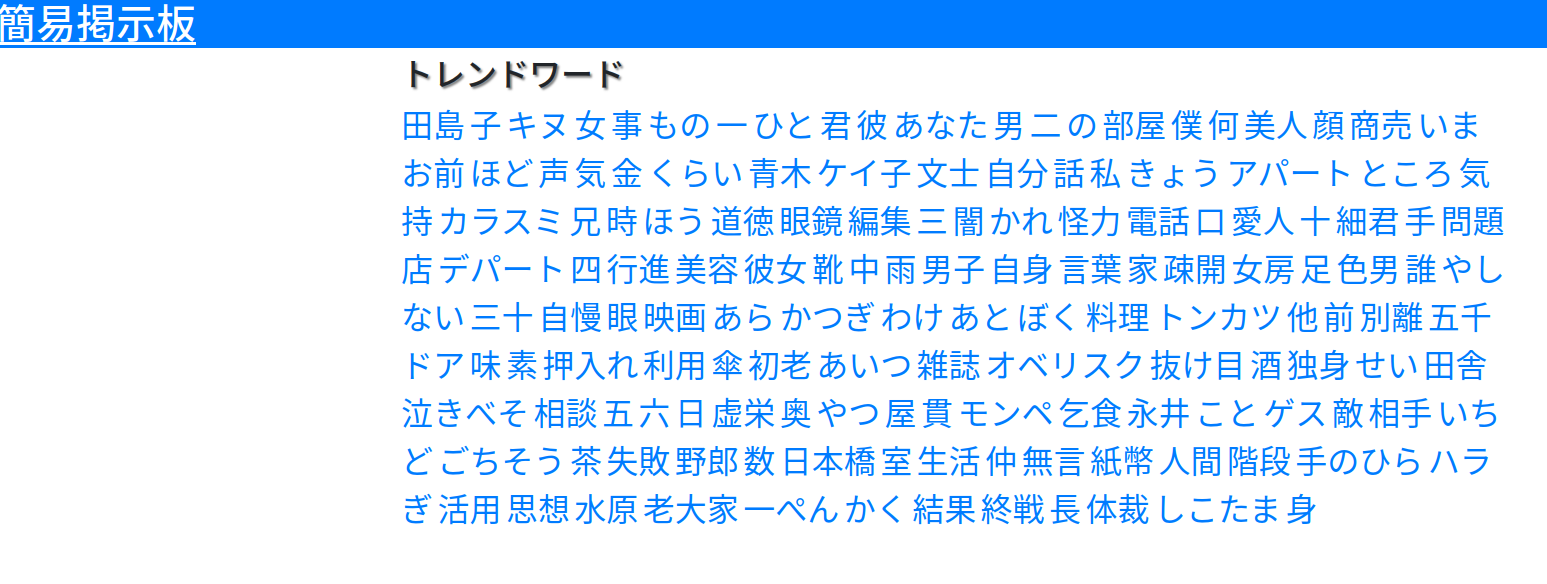 簡易掲示板
トレンドワード
田島 子 キヌ 女 事 もの 一 ひと 君 彼 あなた 男 二 の 部屋 僕 何 美人 顔 商売 いま
お前 ほど 声 気 金 くらい 青木 ケイ子 文士 自分 話 私 きょう アパート ところ 気
持 カラスミ 兄 時 ほう 道徳 眼鏡 編集 三 闇 かれ 怪力 電話 口 愛人 十 細君 手 問題
店 デパート 四 行進 美容 彼女 靴 中 雨 男子 自身 言葉 家 疎開 女房 足 色男 誰 やし
ない 三十 自慢 眼 映画 あら かつぎ わけ あと ぼく 料理 トンカツ 他 前 別離 五千
ドア 味 素 押入れ 利用 傘 初老 あいつ 雑誌 オベリスク 抜け目 酒 独身 せい 田舎
泣きべそ 相談 五 六 日 虚栄 奥 やつ 屋 貫 モンペ 乞食 永井 こと ゲス 敵 相手 いち
ど ごちそう 茶 失敗 野郎 数 日本橋 室 生活 仲 無言 紙幣 人間 階段 手のひら ハラ
ぎ 活用 思想 水原 老大家 一ぺん かく 結果 終戦 長 体裁 しこたま 身